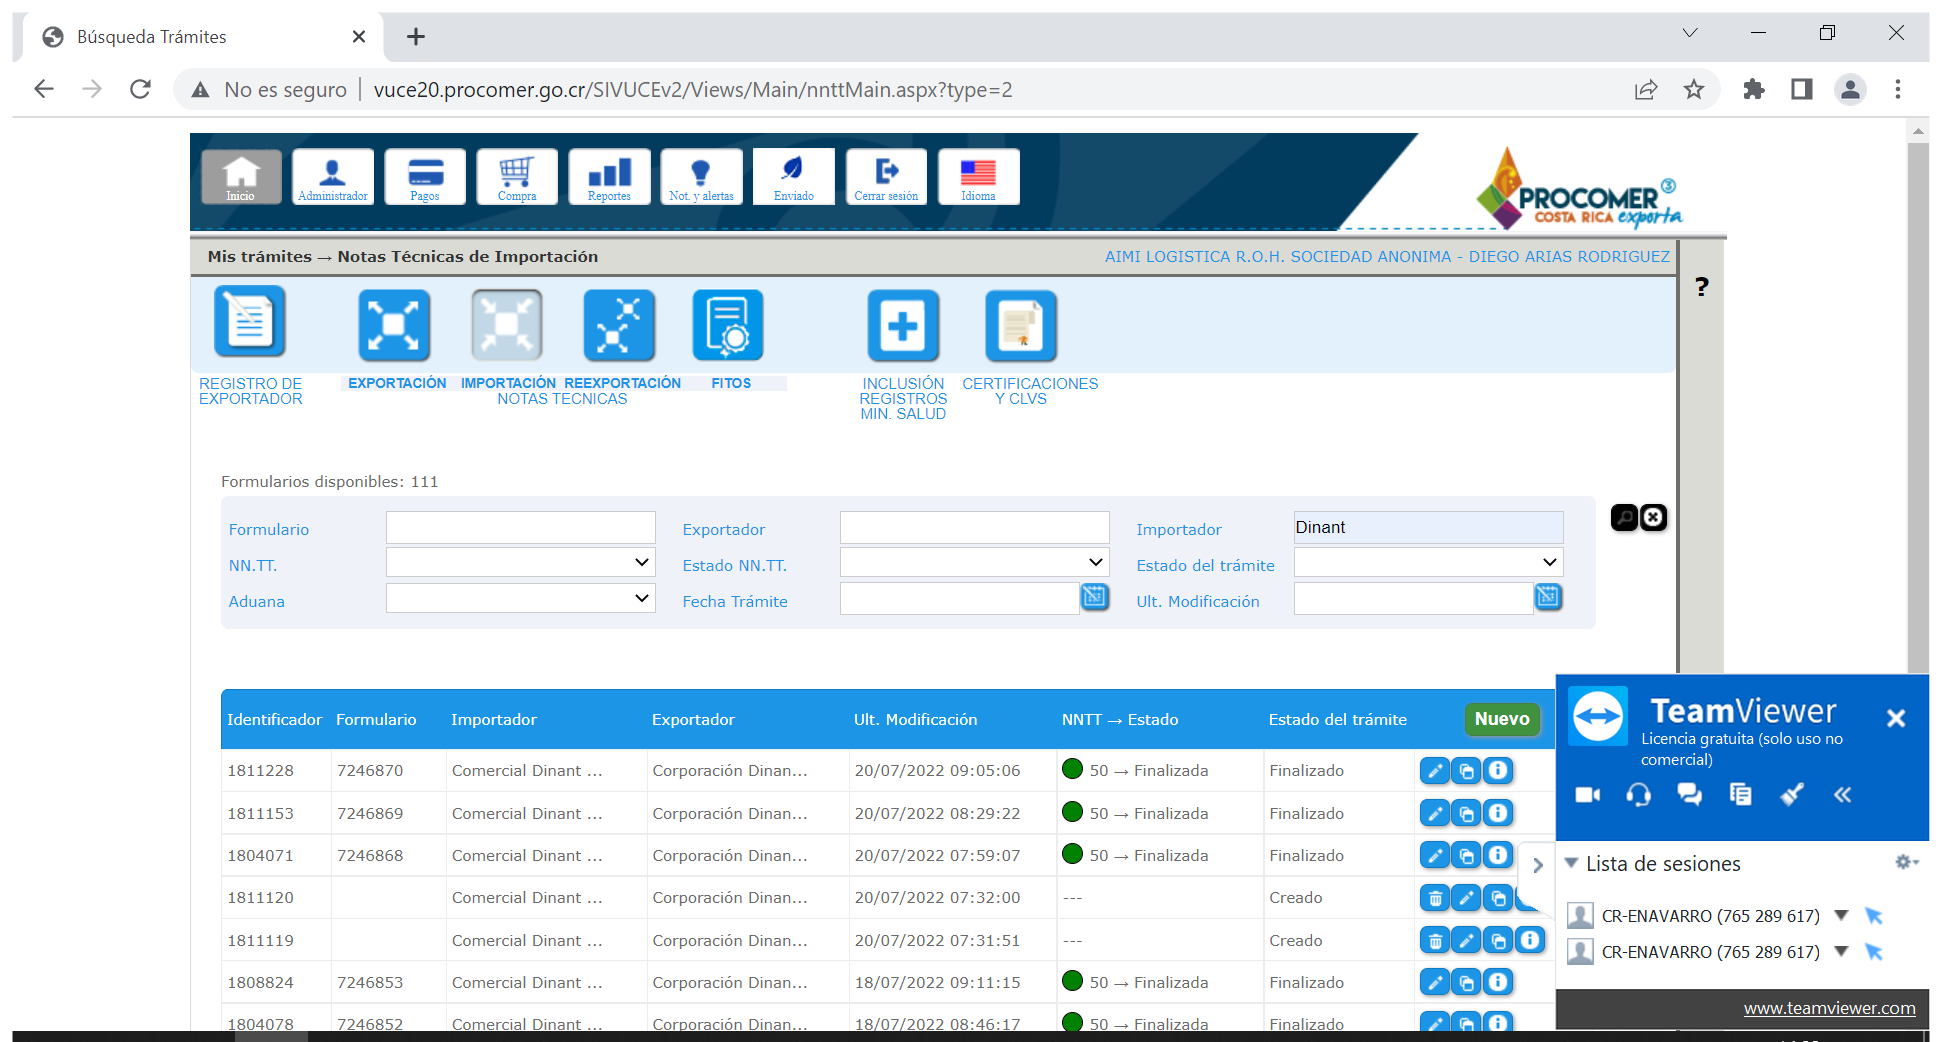 Búsqueda Trámites
No es seguro
vuce20.procomer.go.cr/SIVUCEv2/Views/Main/nnttMain.aspx?type=2
Inicio
Administrador
Pagos
Compra
Reportes
Not. y alertas
Enviado
Cerrar sesión
Idioma
PROCOMER
COSTA RICA exporta
Mis trámites → Notas Técnicas de Importación
AIMI LOGISTICA R.O.H. SOCIEDAD ANONIMA - DIEGO ARIAS RODRIGUEZ
?
REGISTRO DE
EXPORTADOR
EXPORTACIÓN IMPORTACIÓN REEXPORTACIÓN FITOS
NOTAS TECNICAS
INCLUSIÓN
REGISTROS
MIN. SALUD
CERTIFICACIONES
Y CLVS
Formularios disponibles: 111
Formulario Exportador Importador Dinant
NN.TT. Estado NN.TT. Estado del trámite
Aduana Fecha Trámite Ult. Modificación
Identificador Formulario Importador Exportador Ult. Modificación NNTT → Estado Estado del trámite Nuevo
1811228 7246870 Comercial Dinant ... Corporación Dinan... 20/07/2022 09:05:06 50 → Finalizada Finalizado
1811153 7246869 Comercial Dinant ... Corporación Dinan... 20/07/2022 08:29:22 50 → Finalizada Finalizado
1804071 7246868 Comercial Dinant ... Corporación Dinan... 20/07/2022 07:59:07 50 → Finalizada Finalizado
1811120 Comercial Dinant ... Corporación Dinan... 20/07/2022 07:32:00 --- Creado
1811119 Comercial Dinant ... Corporación Dinan... 20/07/2022 07:31:51 --- Creado
1808824 7246853 Comercial Dinant ... Corporación Dinan... 18/07/2022 09:11:15 50 → Finalizada Finalizado
1804078 7246852 Comercial Dinant ... Corporación Dinan... 18/07/2022 08:46:17 50 → Finalizada Finalizado
TeamViewer
Licencia gratuita (solo uso no
comercial)
Lista de sesiones
CR-ENAVARRO (765 289 617)
CR-ENAVARRO (765 289 617)
www.teamviewer.com